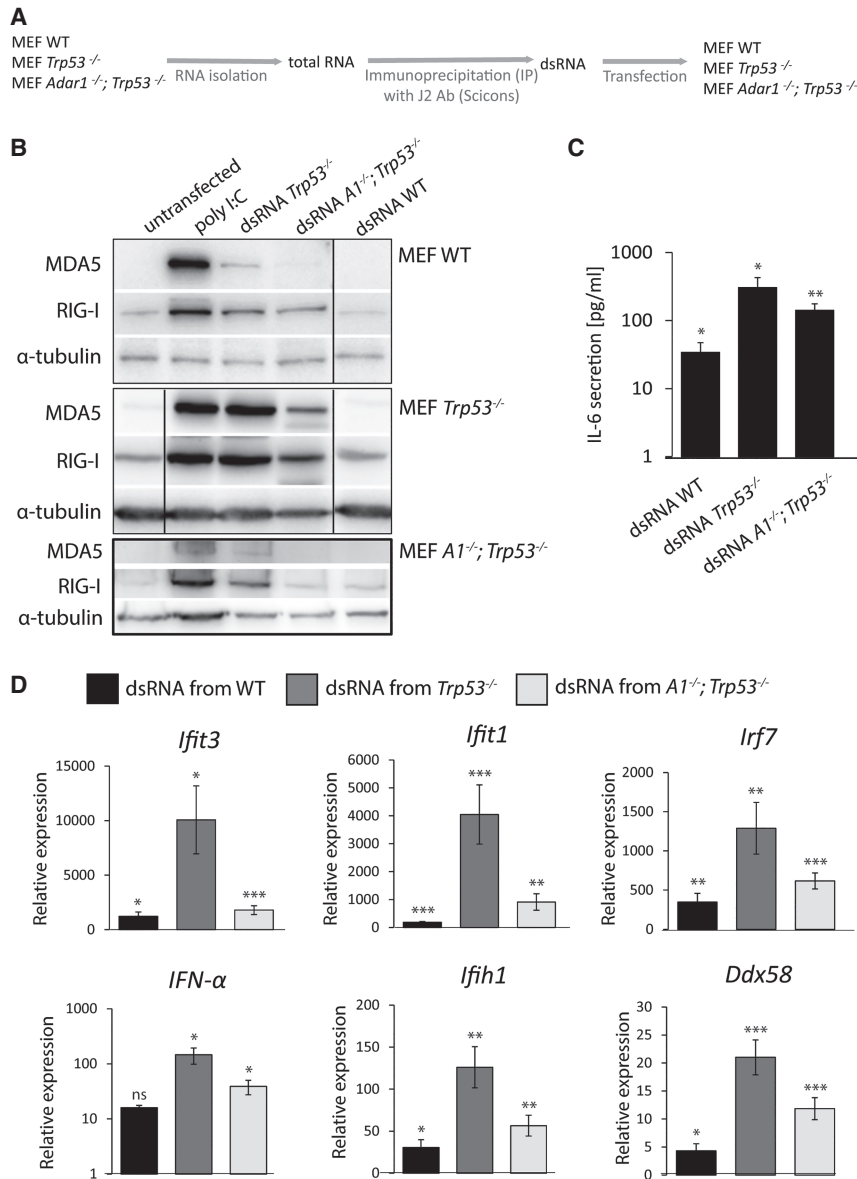 A
MEF WT
MEF Trp53 -/-
MEF Adar1 -/-; Trp53 -/-
RNA isolation
total RNA
Immunoprecipitation (IP)
with J2 Ab (Scicons)
dsRNA
Transfection
MEF WT
MEF Trp53 -/-
MEF Adar1 -/-; Trp53 -/-
B
untransfected
poly I:C
dsRNA Trp53-/-
dsRNA A1-/-; Trp53-/-
dsRNA WT
MDA5
RIG-I
α-tubulin
MEF WT
MDA5
RIG-I
α-tubulin
MEF Trp53-/-
MDA5
RIG-I
α-tubulin
MEF A1-/-; Trp53-/-
C
IL-6 secretion [pg/ml]
1000
100
10
1
*
*
**
dsRNA WT
dsRNA Trp53-/-
dsRNA A1-/-; Trp53-/-
D
dsRNA from WT
dsRNA from Trp53-/-
dsRNA from A1-/-; Trp53-/-
Ifit3
Relative expression
15000
10000
5000
0
*
*
***
Ifit1
Relative expression
6000
5000
4000
3000
2000
1000
0
***
***
**
Irf7
Relative expression
2000
1500
1000
500
0
**
**
***
IFN-α
Relative expression
1000
100
10
1
ns
*
*
Ifih1
Relative expression
200
150
100
50
0
*
**
**
Ddx58
Relative expression
30
25
20
15
10
5
0
*
***
***